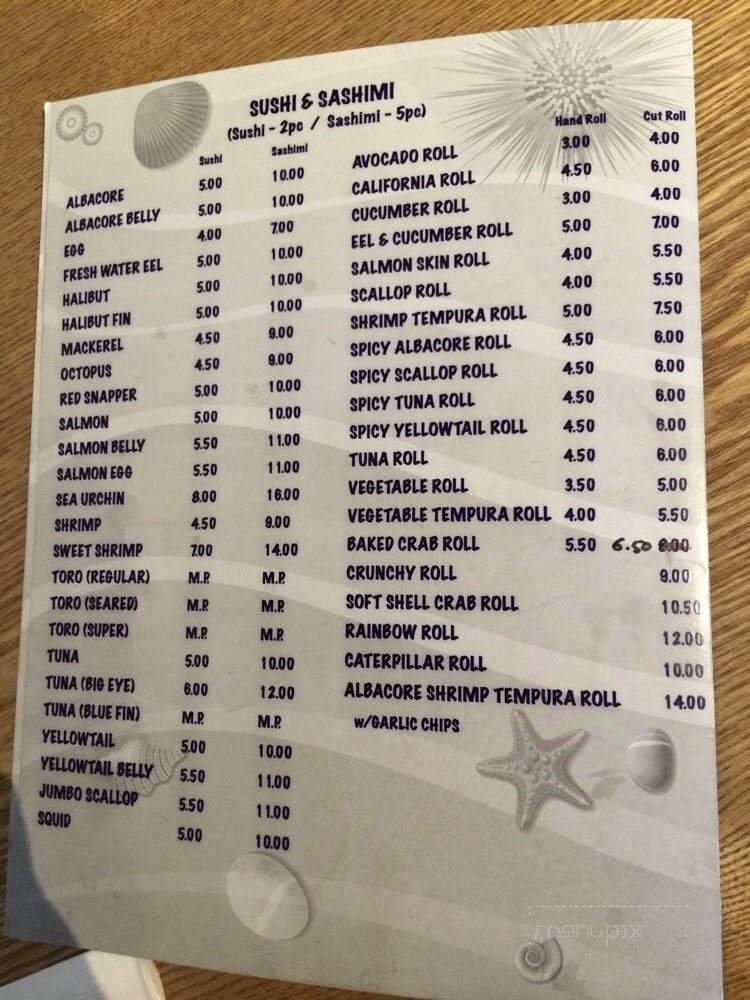 SUSHI & SASHIMI
(Sushi - 2pc / Sashimi - 5pc)
Sushi Sashimi
ALBACORE 5.00 10.00
ALBACORE BELLY 5.00 10.00
EGG 4.00 7.00
FRESH WATER EEL 5.00 10.00
HALIBUT 5.00 10.00
HALIBUT FIN 5.00 10.00
MACKEREL 4.50 9.00
OCTOPUS 4.50 9.00
RED SNAPPER 5.00 10.00
SALMON 5.00 10.00
SALMON BELLY 5.50 11.00
SALMON EGG 5.50 11.00
SEA URCHIN 8.00 16.00
SHRIMP 4.50 9.00
SWEET SHRIMP 7.00 14.00
TORO (REGULAR) M.P. M.P.
TORO (SEARED) M.P. M.P.
TORO (SUPER) M.P. M.P.
TUNA 5.00 10.00
TUNA (BIG EYE) 6.00 12.00
TUNA (BLUE FIN) M.P. M.P.
YELLOWTAIL 5.00 10.00
YELLOWTAIL BELLY 5.50 11.00
JUMBO SCALLOP 5.50 11.00
SQUID 5.00 10.00
Hand Roll Cut Roll
AVOCADO ROLL 3.00 4.00
CALIFORNIA ROLL 4.50 6.00
CUCUMBER ROLL 3.00 4.00
EEL & CUCUMBER ROLL 5.00 7.00
SALMON SKIN ROLL 4.00 5.50
SCALLOP ROLL 4.00 5.50
SHRIMP TEMPURA ROLL 5.00 7.50
SPICY ALBACORE ROLL 4.50 6.00
SPICY SCALLOP ROLL 4.50 6.00
SPICY TUNA ROLL 4.50 6.00
SPICY YELLOWTAIL ROLL 4.50 6.00
TUNA ROLL 4.50 6.00
VEGETABLE ROLL 3.50 5.00
VEGETABLE TEMPURA ROLL 4.00 5.50
BAKED CRAB ROLL 5.50 6.50
CRUNCHY ROLL 9.00
SOFT SHELL CRAB ROLL 10.50
RAINBOW ROLL 12.00
CATERPILLAR ROLL 10.00
ALBACORE SHRIMP TEMPURA ROLL 14.00
w/GARLIC CHIPS
menupix